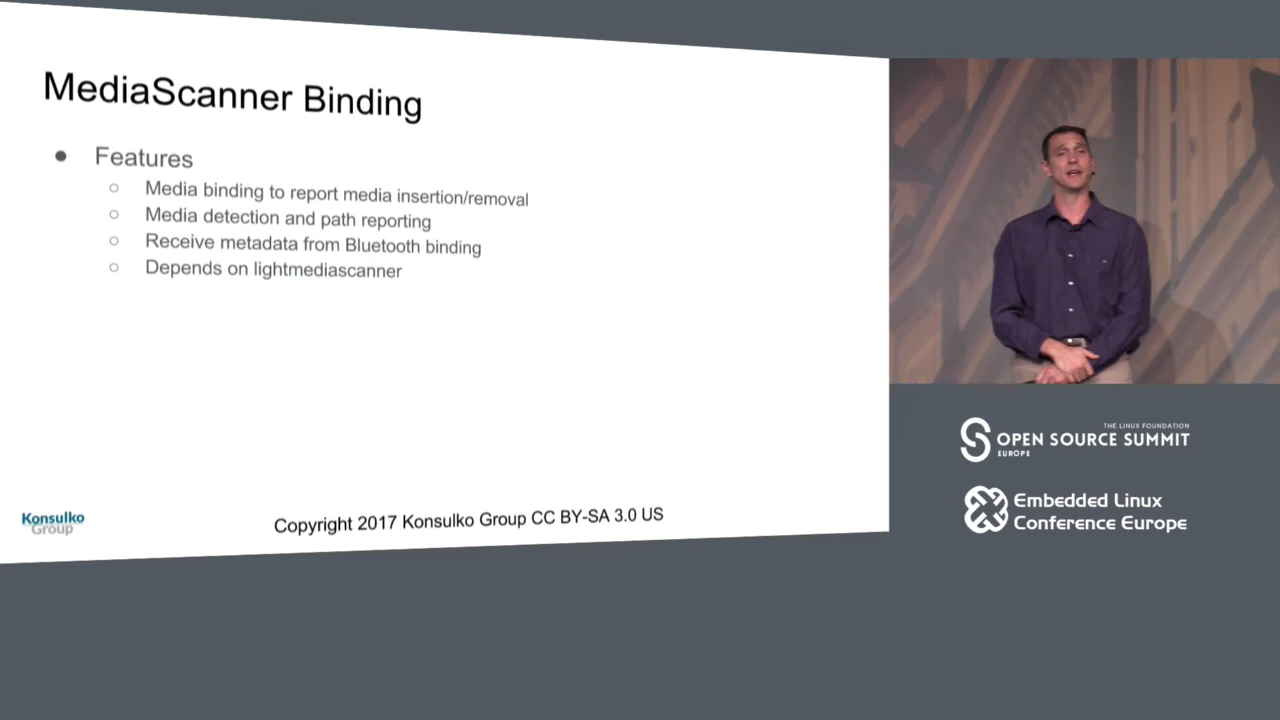 MediaScanner Binding
● Features
○ Media binding to report media insertion/removal
○ Media detection and path reporting
○ Receive metadata from Bluetooth binding
○ Depends on lightmediascanner
Konsulko
Group
Copyright 2017 Konsulko Group CC BY-SA 3.0 US
THE LINUX FOUNDATION
OPEN SOURCE SUMMIT
EUROPE
Embedded Linux
Conference Europe